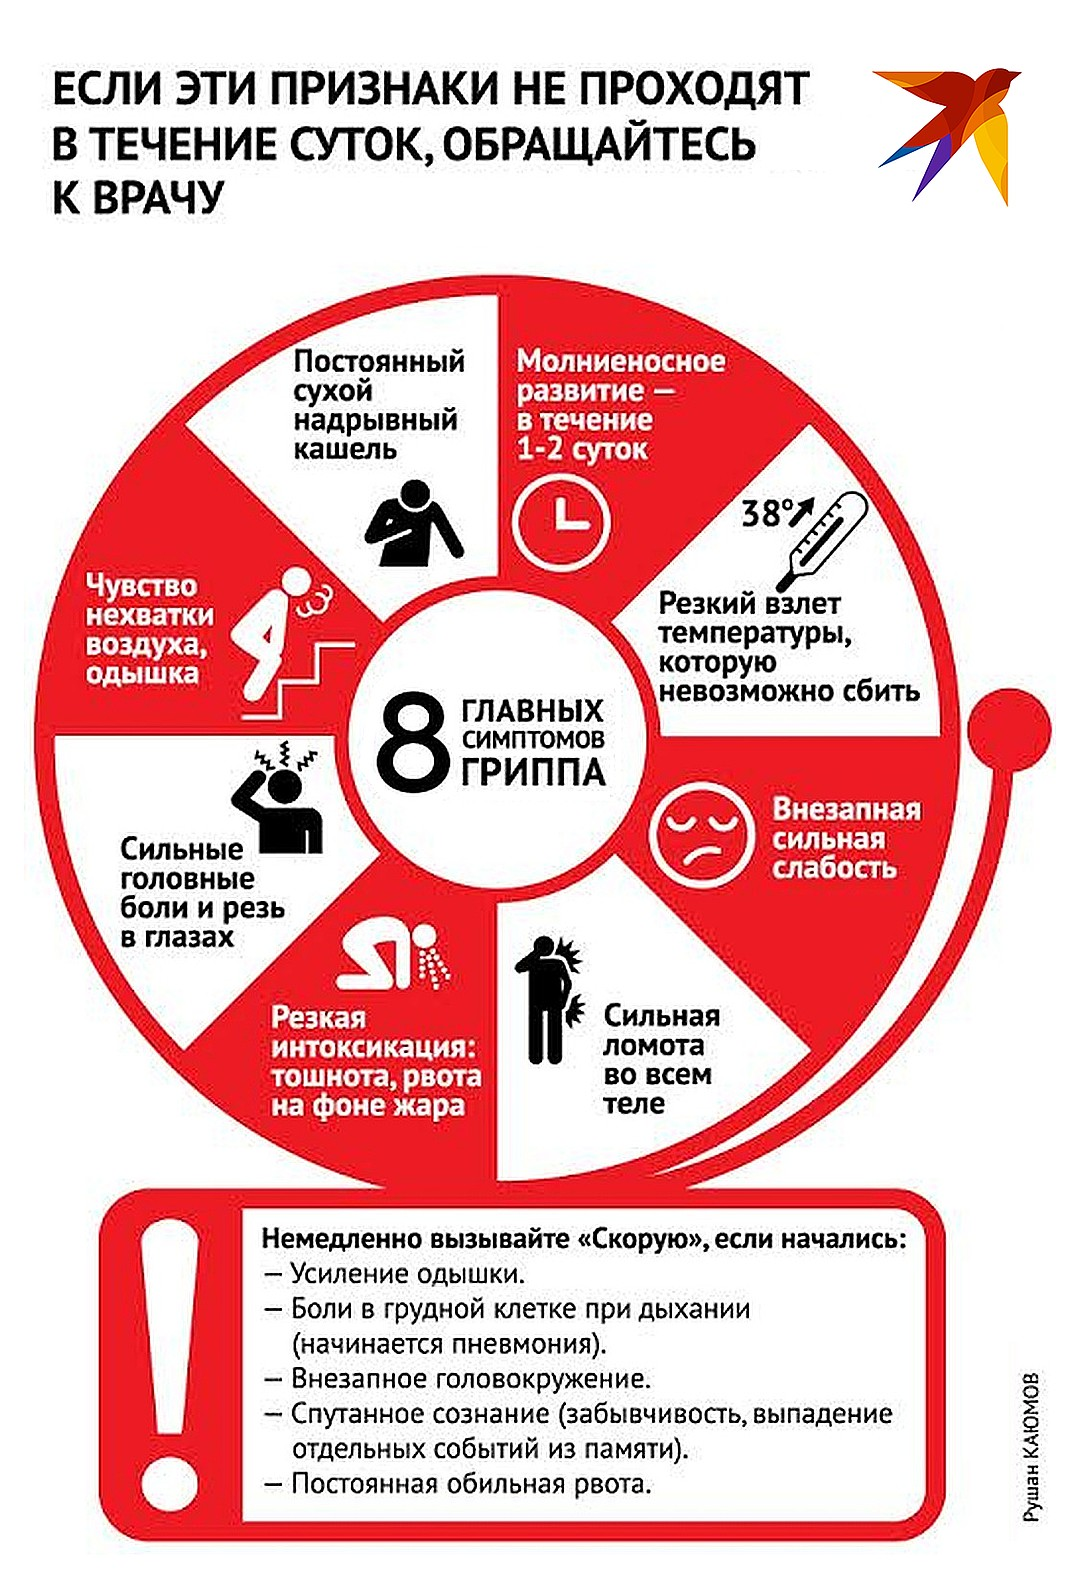 ЕСЛИ ЭТИ ПРИЗНАКИ НЕ ПРОХОДЯТ
В ТЕЧЕНИЕ СУТОК, ОБРАЩАЙТЕСЬ
К ВРАЧУ
Постоянный
сухой
надрывный
кашель
Молниеносное
развитие —
в течение
1-2 суток
38°
Резкий взлет
температуры,
которую
невозможно сбить
Чувство
нехватки
воздуха,
одышка
8 ГЛАВНЫХ
СИМПТОМОВ
ГРИППА
Внезапная
сильная
слабость
Сильные
головные
боли и резь
в глазах
Резкая
интоксикация:
тошнота, рвота
на фоне жара
Сильная
ломота
во всем
теле
Немедленно вызывайте «Скорую», если начались:
— Усиление одышки.
— Боли в грудной клетке при дыхании
(начинается пневмония).
— Внезапное головокружение.
— Спутанное сознание (забывчивость, выпадение
отдельных событий из памяти).
— Постоянная обильная рвота.
Рушан КАЮМОВ